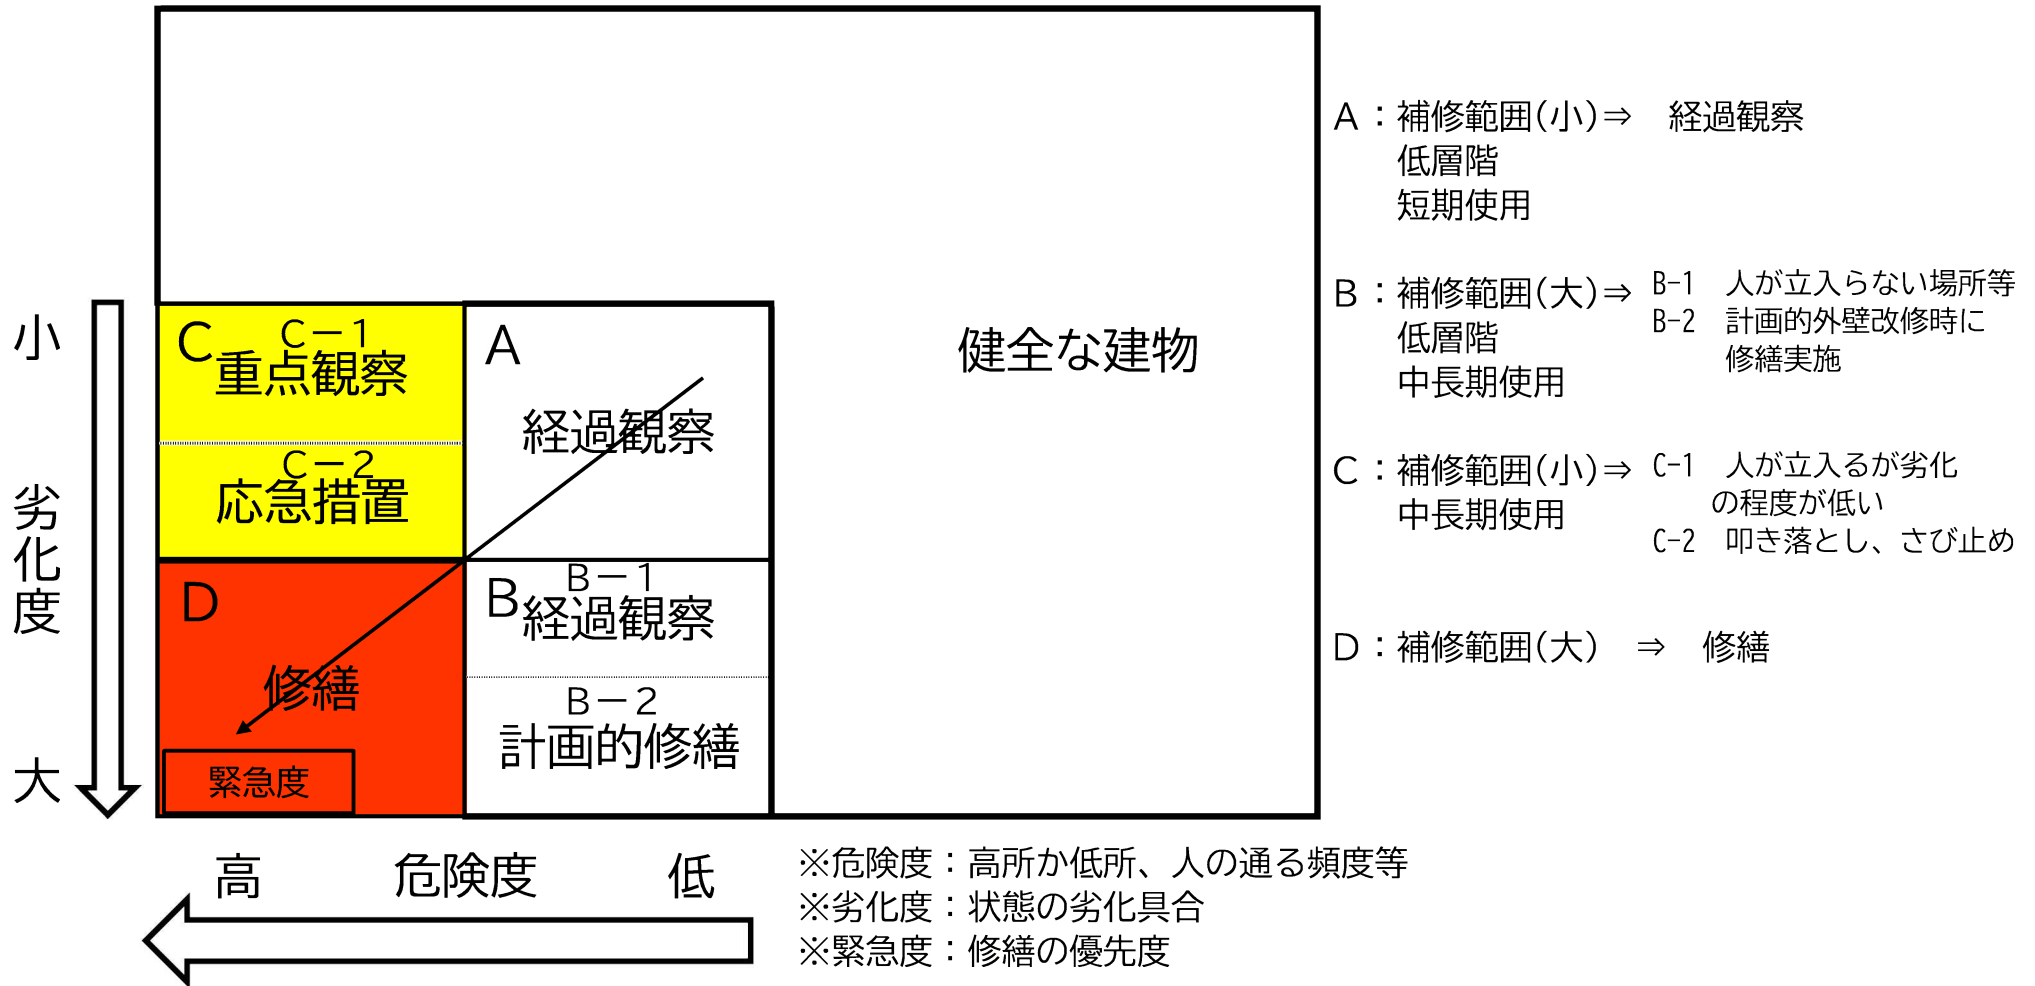 小
劣
化
度
大
C
C－1
重点観察
C－2
応急措置
A
経過観察
D
修繕
緊急度
B
B－1
経過観察
B－2
計画的修繕
健全な建物
高　危険度　低
※危険度：高所か低所、人の通る頻度等
※劣化度：状態の劣化具合
※緊急度：修繕の優先度
A：補修範囲(小)⇒　経過観察
低層階
短期使用
B：補修範囲(大)⇒
低層階
中長期使用
B-1　人が立入らない場所等
B-2　計画的外壁改修時に
修繕実施
C：補修範囲(小)⇒
中長期使用
C-1　人が立入るが劣化
の程度が低い
C-2　叩き落とし、さび止め
D：補修範囲(大)　⇒　修繕